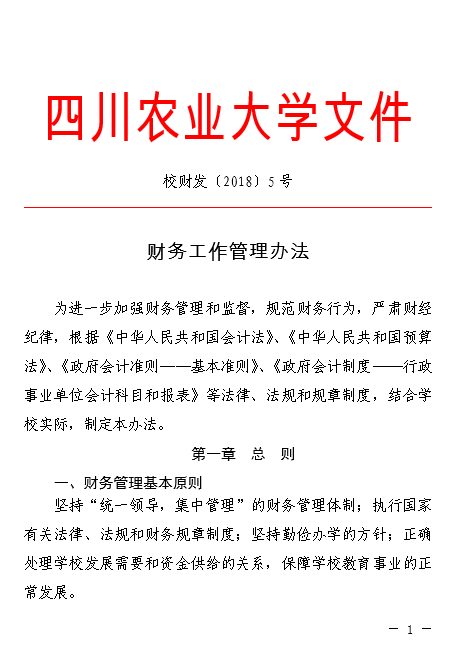 四川农业大学文件
校财发〔2018〕5 号
财务工作管理办法
为进一步加强财务管理和监督，规范财务行为，严肃财经
纪律，根据《中华人民共和国会计法》、《中华人民共和国预算
法》、《政府会计准则——基本准则》、《政府会计制度——行政
事业单位会计科目和报表》等法律、法规和规章制度，结合学
校实际，制定本办法。
第一章　总　则
一、财务管理基本原则
坚持“统一领导，集中管理”的财务管理体制；执行国家
有关法律、法规和财务规章制度；坚持勤俭办学的方针；正确
处理学校发展需要和资金供给的关系，保障学校教育事业的正
常发展。
— 1 —